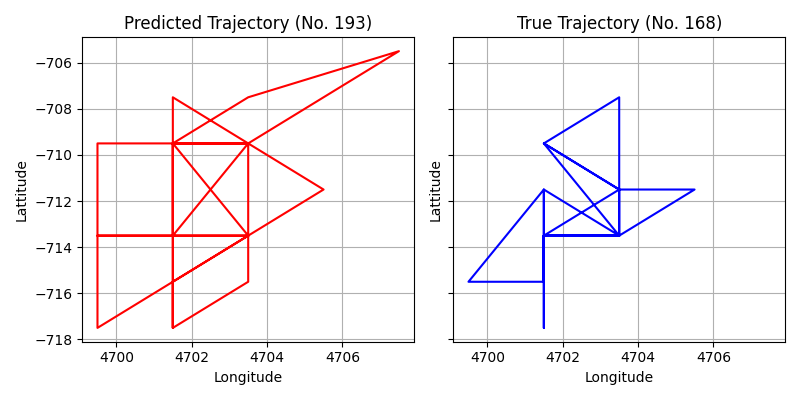 Predicted Trajectory (No. 193)
True Trajectory (No. 168)
Lattitude
−706
−708
−710
−712
−714
−716
−718
4700
4702
4704
4706
Longitude
Lattitude
4700
4702
4704
4706
Longitude